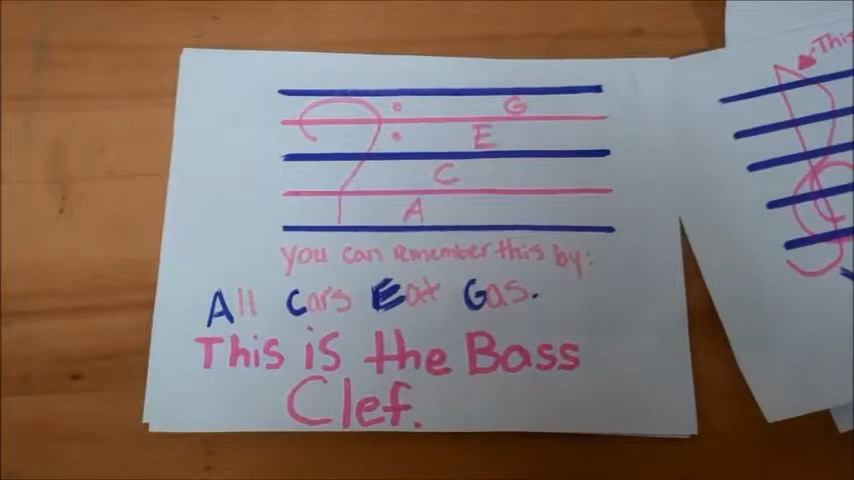 G
E
C
A
you can remember this by:
All Cars Eat Gas.
This is the Bass
Clef.
This